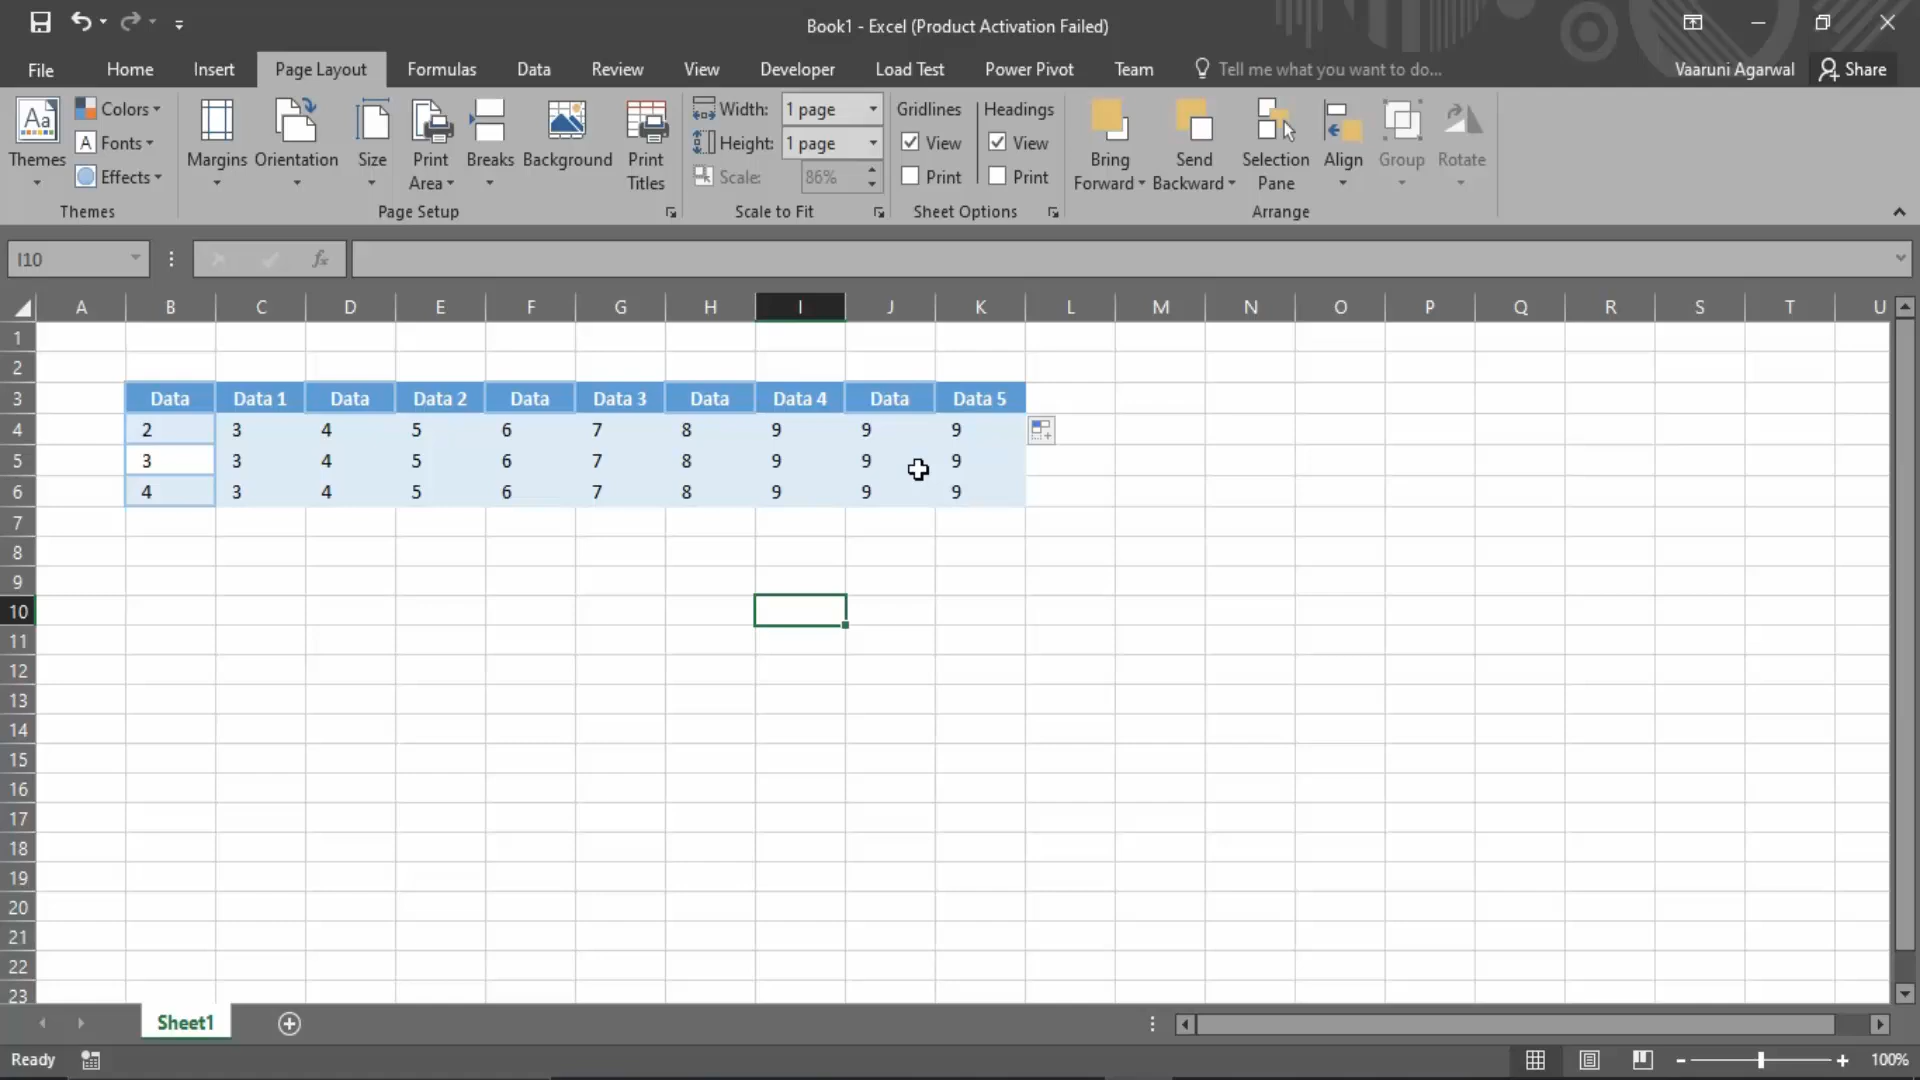 Book1 - Excel (Product Activation Failed)
File Home Insert Page Layout Formulas Data Review View Developer Load Test Power Pivot Team Tell me what you want to do... Vaaruni Agarwal Share
Aa Themes
Colors
A Fonts
Effects
Themes
Margins Orientation Size Print Area Breaks Background Print Titles
Page Setup
Width: 1 page
Height: 1 page
Scale: 86%
Scale to Fit
Gridlines Headings
View View
Print Print
Sheet Options
Bring Forward Send Backward Selection Pane Align Group Rotate
Arrange
I10 fx
A B C D E F G H I J K L M N O P Q R S T U
1
2
3 Data Data 1 Data Data 2 Data Data 3 Data Data 4 Data Data 5
4 2 3 4 5 6 7 8 9 9 9
5 3 3 4 5 6 7 8 9 9 9
6 4 3 4 5 6 7 8 9 9 9
7
8
9
10
11
12
13
14
15
16
17
18
19
20
21
22
23
Sheet1
Ready 100%